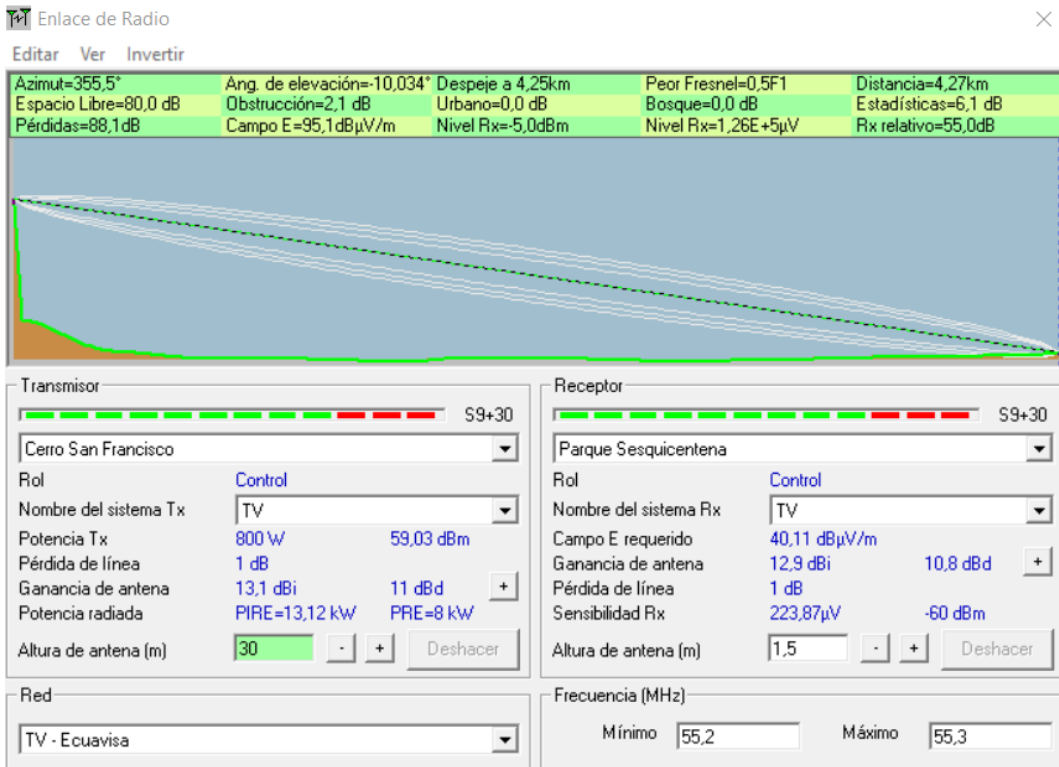 Enlace de Radio
Editar Ver Invertir
Azimut=355,5° Ang. de elevación=-10,034° Despeje a 4,25km Peor Fresnel=0,5F1 Distancia=4,27km
Espacio Libre=80,0 dB Obstrucción=2,1 dB Urbano=0,0 dB Bosque=0,0 dB Estadísticas=6,1 dB
Pérdidas=88,1dB Campo E=95,1dBµV/m Nivel Rx=-5,0dBm Nivel Rx=1,26E+5µV Rx relativo=55,0dB
Transmisor
S9+30
Cerro San Francisco
Rol Control
Nombre del sistema Tx TV
Potencia Tx 800 W 59,03 dBm
Pérdida de línea 1 dB
Ganancia de antena 13,1 dBi 11 dBd +
Potencia radiada PIRE=13,12 kW PRE=8 kW
Altura de antena (m) 30 - + Deshacer
Red
TV - Ecuavisa
Receptor
S9+30
Parque Sesquicentena
Rol Control
Nombre del sistema Rx TV
Campo E requerido 40,11 dBµV/m
Ganancia de antena 12,9 dBi 10,8 dBd +
Pérdida de línea 1 dB
Sensibilidad Rx 223,87µV -60 dBm
Altura de antena (m) 1,5 - + Deshacer
Frecuencia (MHz)
Mínimo 55,2 Máximo 55,3